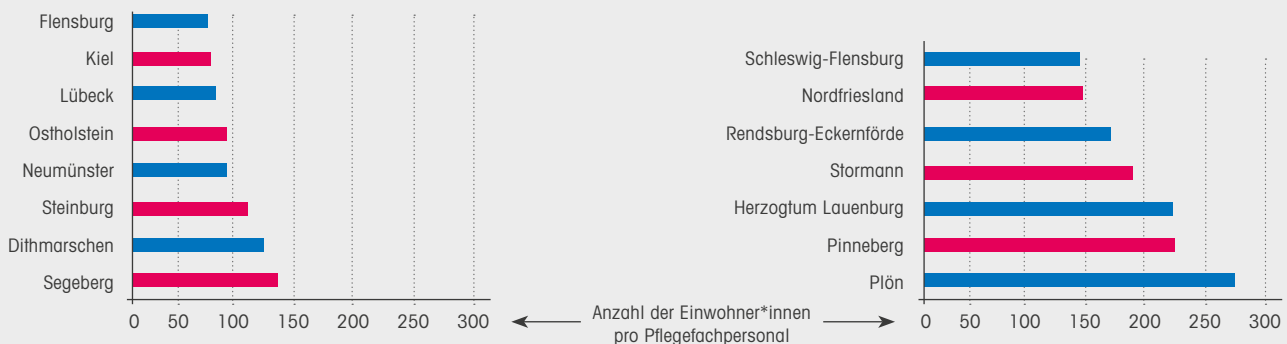 Flensburg
Kiel
Lübeck
Ostholstein
Neumünster
Steinburg
Dithmarschen
Segeberg
0 50 100 150 200 250 300
Anzahl der Einwohner*innen
pro Pflegefachpersonal
Schleswig-Flensburg
Nordfriesland
Rendsburg-Eckernförde
Stormann
Herzogtum Lauenburg
Pinneberg
Plön
0 50 100 150 200 250 300